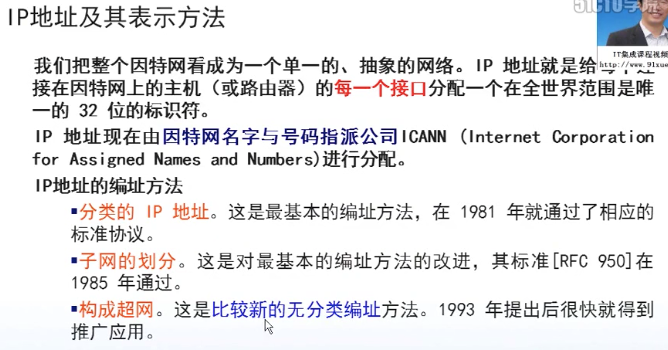 51CTO学院
IP地址及其表示方法
IT集成课程视频
http://www.91xue
我们把整个因特网看成为一个单一的、抽象的网络。IP 地址就是给
接在因特网上的主机（或路由器）的每一个接口分配一个在全世界范围是唯
一的 32 位的标识符。
IP 地址现在由因特网名字与号码指派公司ICANN (Internet Corporation
for Assigned Names and Numbers)进行分配。
IP地址的编址方法
▪分类的 IP 地址。这是最基本的编址方法，在 1981 年就通过了相应的
标准协议。
▪子网的划分。这是对最基本的编址方法的改进，其标准[RFC 950]在
1985 年通过。
▪构成超网。这是比较新的无分类编址方法。1993 年提出后很快就得到
推广应用。